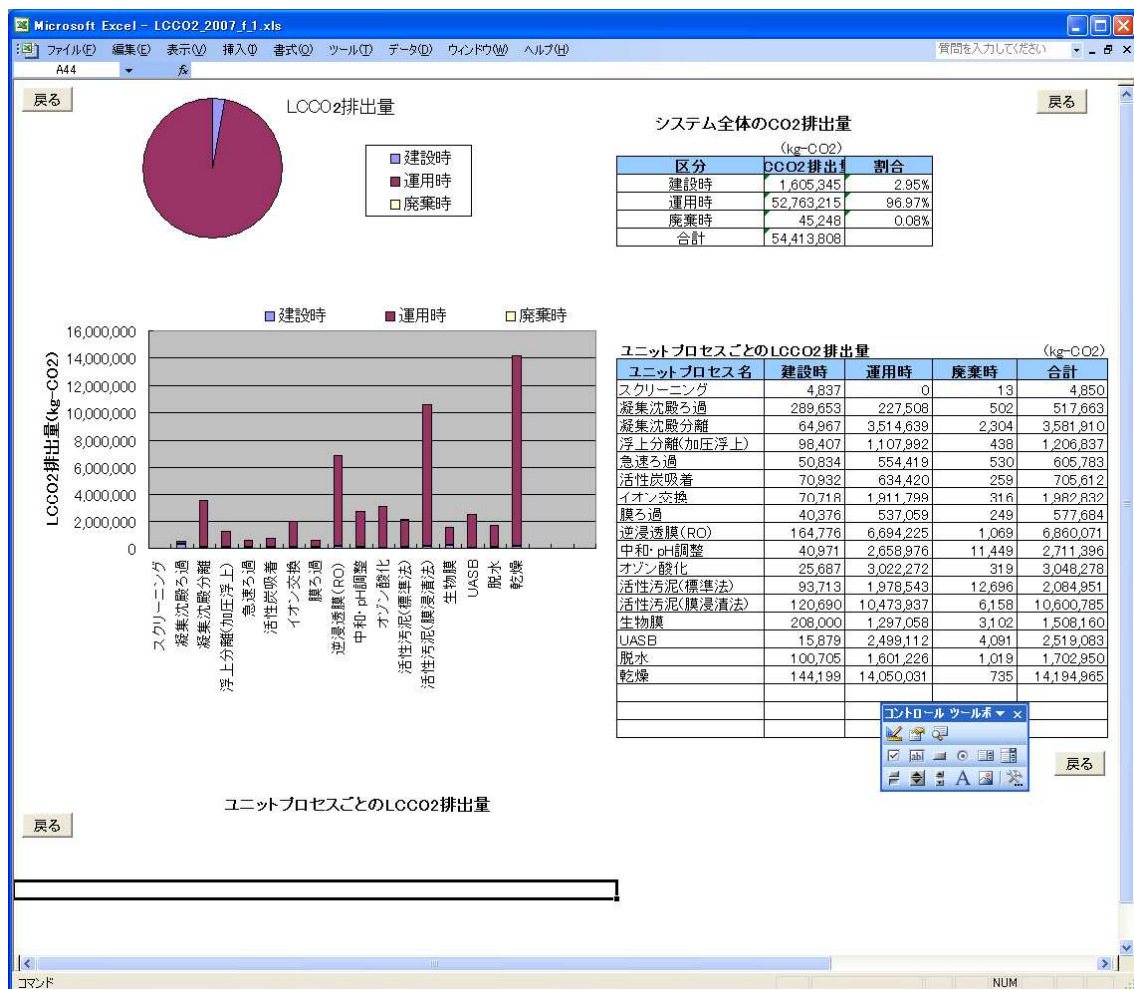 Microsoft Excel - LCCO2_2007_f_1.xls
ファイル(F) 編集(E) 表示(V) 挿入(I) 書式(O) ツール(T) データ(D) ウィンドウ(W) ヘルプ(H) 質問を入力してください
A44 fx
戻る
LCCO2排出量
建設時
運用時
廃棄時
戻る
システム全体のCO2排出量
(kg-CO2)
区分 CCO2排出量 割合
建設時 1,605,345 2.95%
運用時 52,763,215 96.97%
廃棄時 45,248 0.08%
合計 54,413,808
建設時 運用時 廃棄時
LCCO2排出量(kg-CO2)
16,000,000
14,000,000
12,000,000
10,000,000
8,000,000
6,000,000
4,000,000
2,000,000
0
スクリーニング
凝集沈殿ろ過
凝集沈殿分離
浮上分離(加圧浮上)
急速ろ過
活性炭吸着
イオン交換
膜ろ過
逆浸透膜(RO)
中和・pH調整
オゾン酸化
活性汚泥(標準法)
活性汚泥(膜浸漬法)
生物膜
UASB
脱水
乾燥
ユニットプロセスごとのLCCO2排出量 (kg-CO2)
ユニットプロセス名 建設時 運用時 廃棄時 合計
スクリーニング 4,837 0 13 4,850
凝集沈殿ろ過 289,653 227,508 502 517,663
凝集沈殿分離 64,967 3,514,639 2,304 3,581,910
浮上分離(加圧浮上) 98,407 1,107,992 438 1,206,837
急速ろ過 50,834 554,419 530 605,783
活性炭吸着 70,932 634,420 259 705,612
イオン交換 70,718 1,911,799 316 1,982,832
膜ろ過 40,376 537,059 249 577,684
逆浸透膜(RO) 164,776 6,694,225 1,069 6,860,071
中和・pH調整 40,971 2,658,976 11,449 2,711,396
オゾン酸化 25,687 3,022,272 319 3,048,278
活性汚泥(標準法) 93,713 1,978,543 12,696 2,084,951
活性汚泥(膜浸漬法) 120,690 10,473,937 6,158 10,600,785
生物膜 208,000 1,297,058 3,102 1,508,160
UASB 15,879 2,499,112 4,091 2,519,083
脱水 100,705 1,601,226 1,019 1,702,950
乾燥 144,199 14,050,031 735 14,194,965
コントロール ツールボ
戻る
ユニットプロセスごとのLCCO2排出量
戻る
コマンド NUM